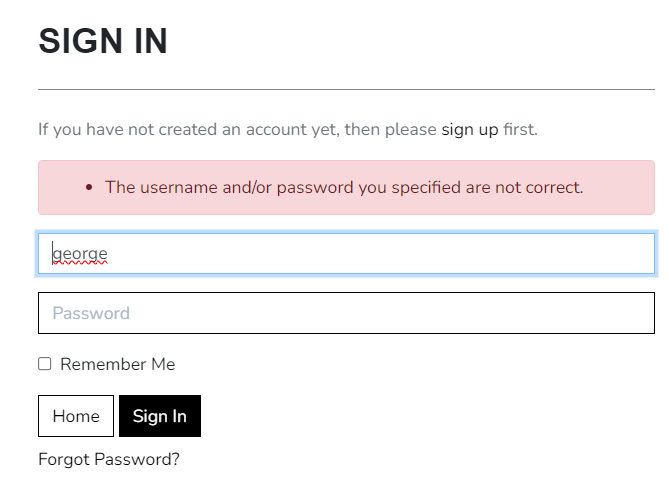 SIGN IN
If you have not created an account yet, then please sign up first.
The username and/or password you specified are not correct.
george
Password
Remember Me
Home Sign In
Forgot Password?